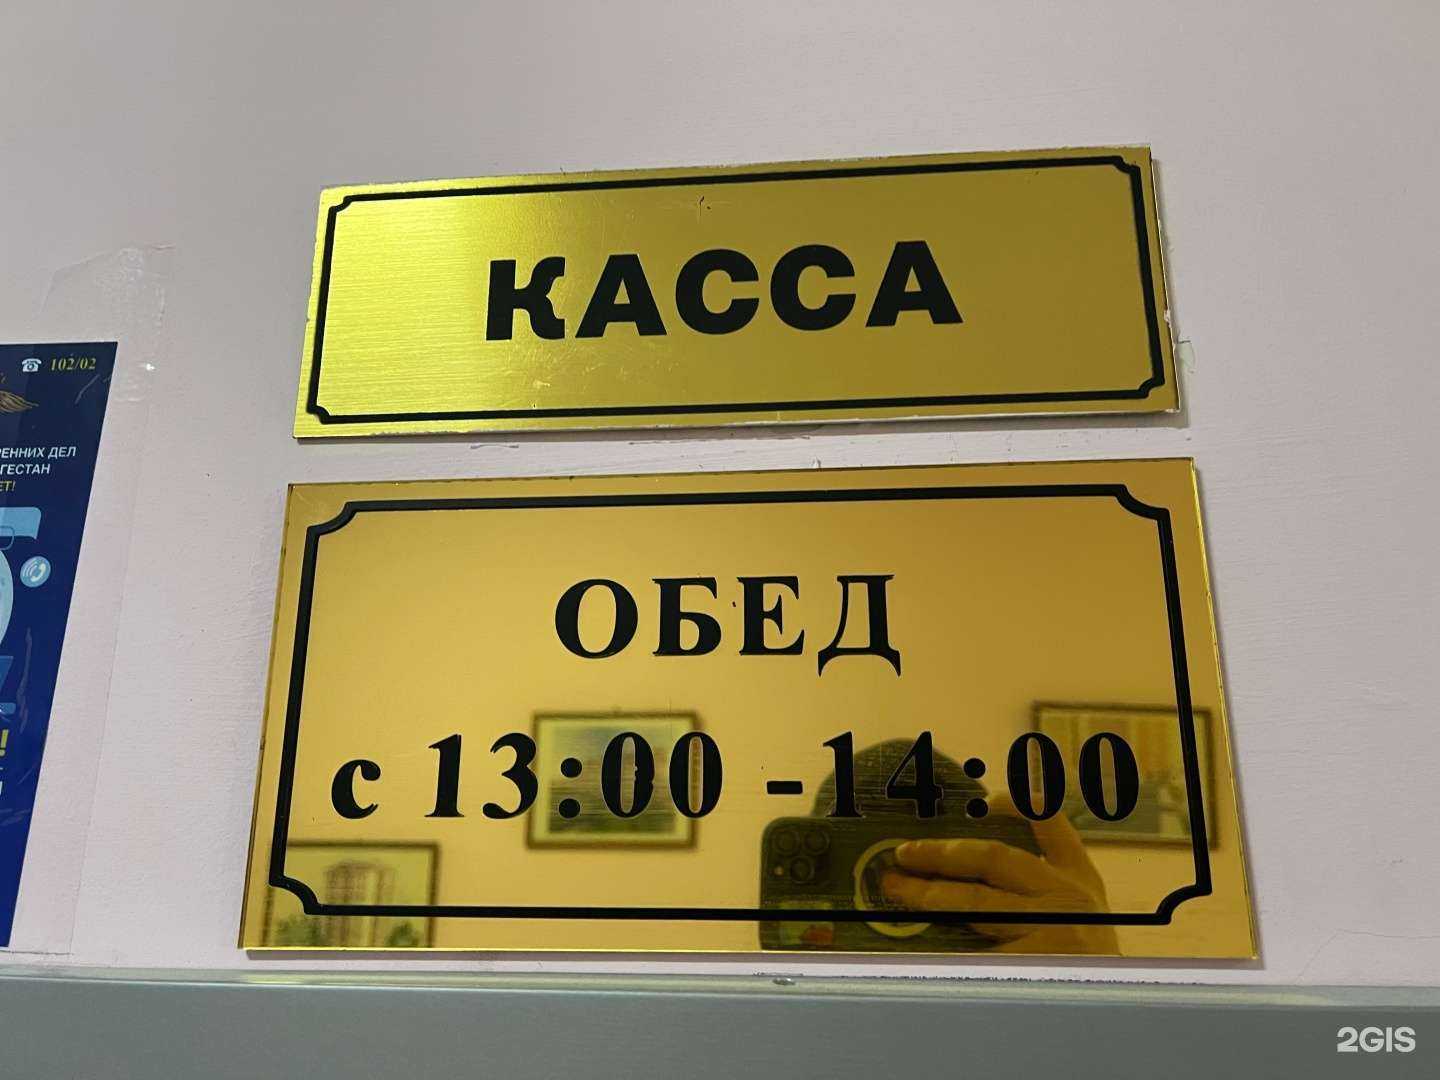 КАССА
ОБЕД
с 13:00 -14:00
102/02
РЕННИХ ДЕЛ
ГЕСТАН
ЕТ!
!
2GIS